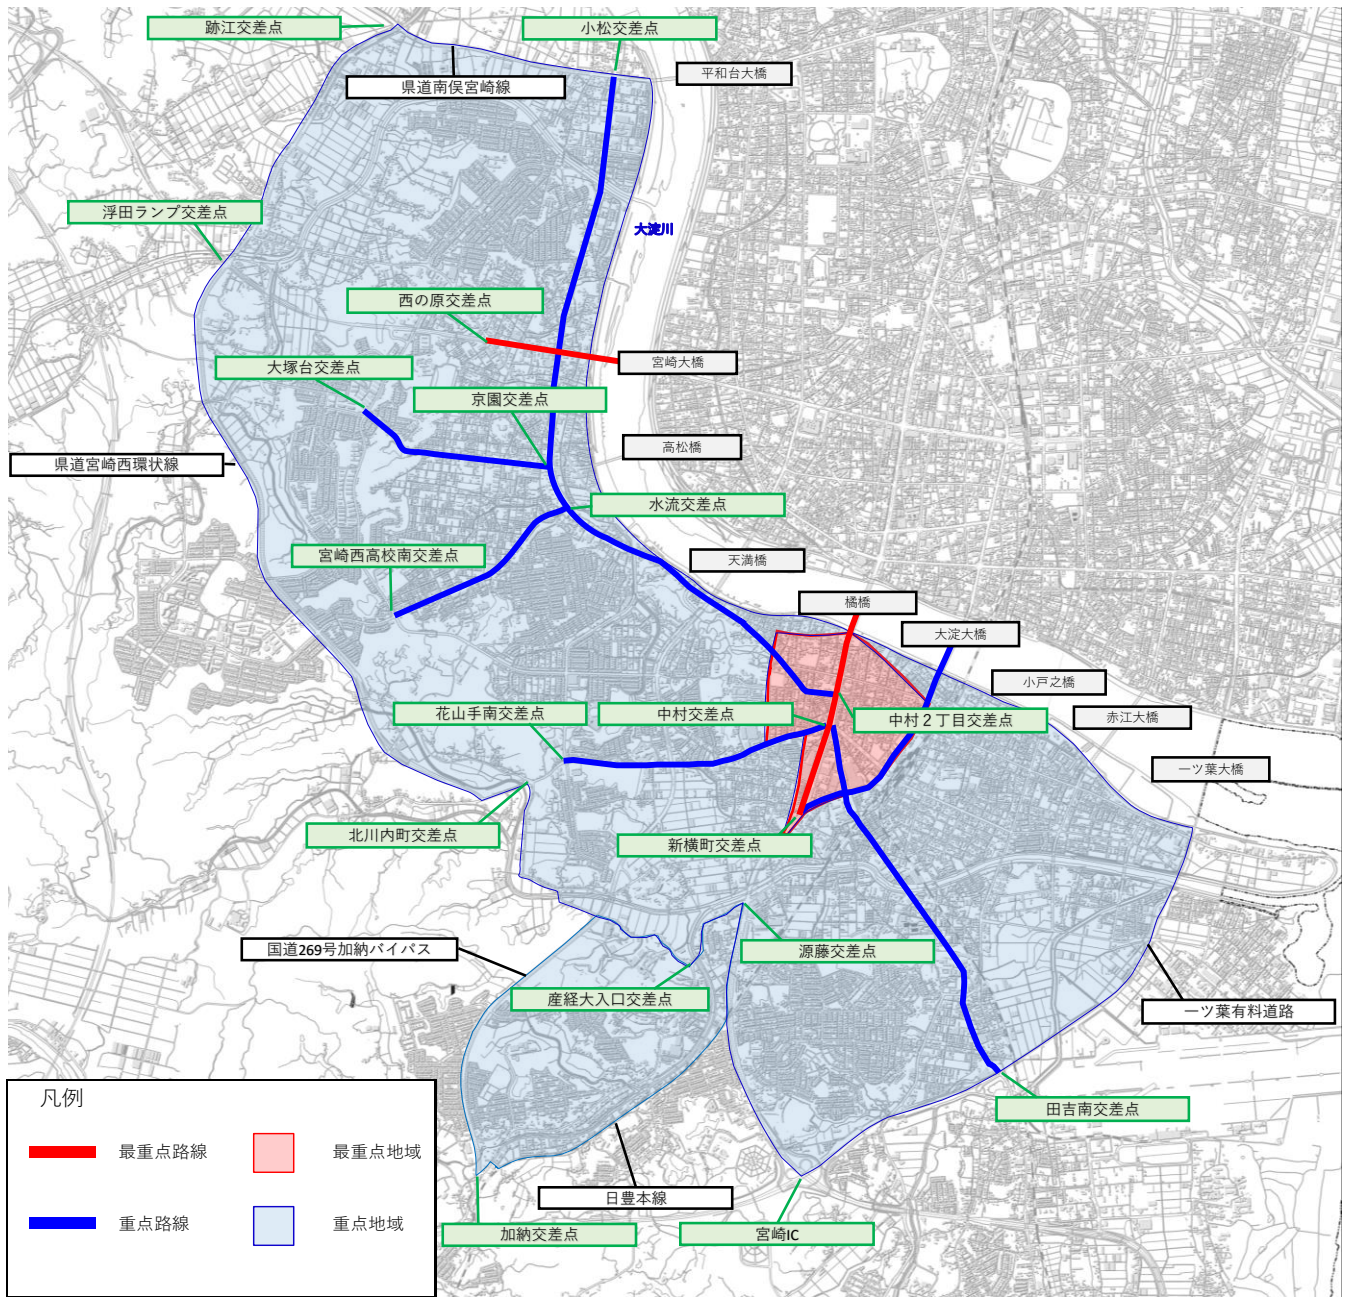 跡江交差点
小松交差点
平和台大橋
県道南俣宮崎線
浮田ランプ交差点
大淀川
西の原交差点
宮崎大橋
大塚台交差点
京園交差点
高松橋
県道宮崎西環状線
水流交差点
宮崎西高校南交差点
天満橋
橘橋
大淀大橋
小戸之橋
花山手南交差点
中村交差点
中村２丁目交差点
赤江大橋
一ツ葉大橋
北川内町交差点
新横町交差点
国道269号加納バイパス
源藤交差点
産経大入口交差点
一ツ葉有料道路
田吉南交差点
日豊本線
加納交差点
宮崎IC
凡例
最重点路線
最重点地域
重点路線
重点地域